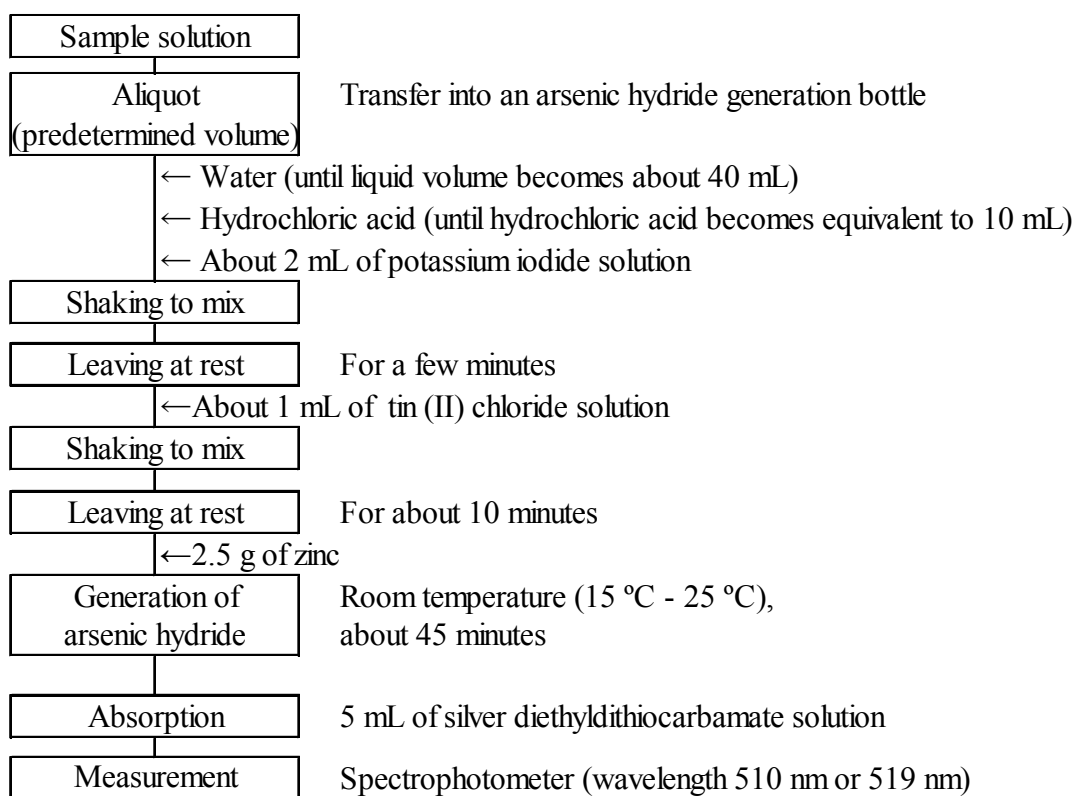 Sample solution
Aliquot
(predetermined volume)
Transfer into an arsenic hydride generation bottle
← Water (until liquid volume becomes about 40 mL)
← Hydrochloric acid (until hydrochloric acid becomes equivalent to 10 mL)
← About 2 mL of potassium iodide solution
Shaking to mix
Leaving at rest
For a few minutes
←About 1 mL of tin (II) chloride solution
Shaking to mix
Leaving at rest
For about 10 minutes
←2.5 g of zinc
Generation of
arsenic hydride
Room temperature (15 ºC - 25 ºC),
about 45 minutes
Absorption
5 mL of silver diethyldithiocarbamate solution
Measurement
Spectrophotometer (wavelength 510 nm or 519 nm)